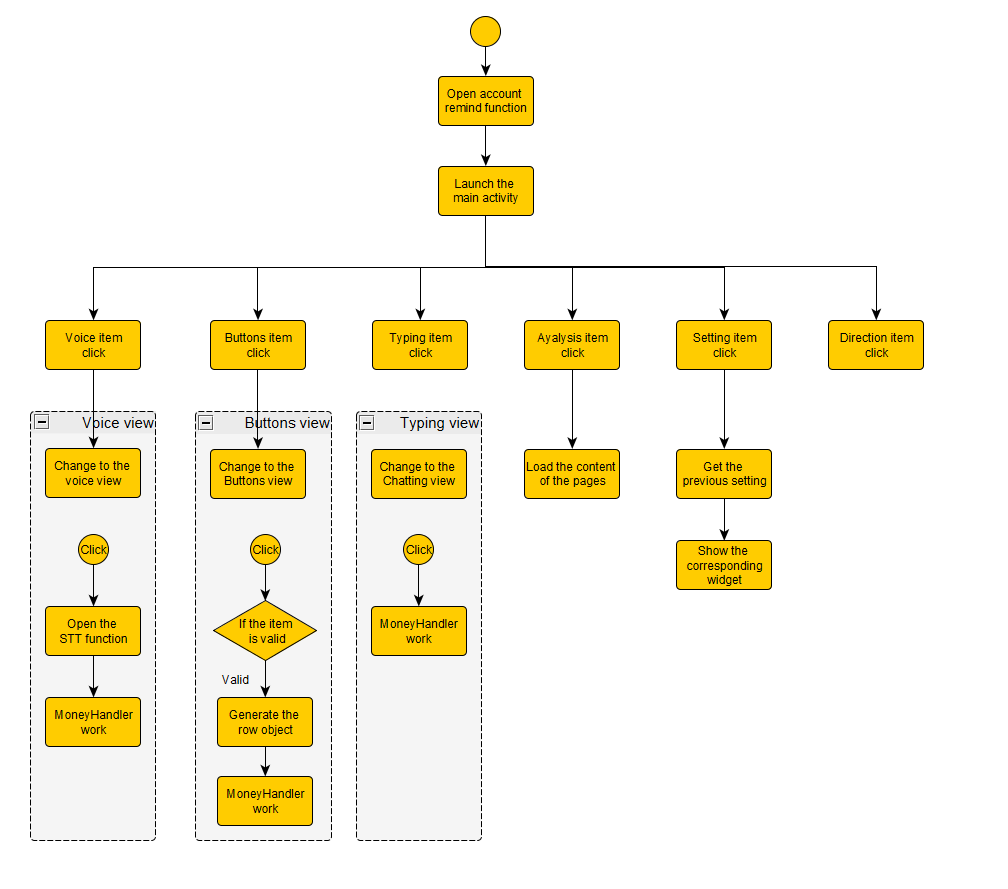 Open account
remind function
Launch the
main activity
Voice item
click
Buttons item
click
Typing item
click
Ayalysis item
click
Setting item
click
Direction item
click
Voice view
Change to the
voice view
Click
Open the
STT function
MoneyHandler
work
Buttons view
Change to the
Buttons view
Click
If the item
is valid
Valid
Generate the
row object
MoneyHandler
work
Typing view
Change to the
Chatting view
Click
MoneyHandler
work
Load the content
of the pages
Get the
previous setting
Show the
corresponding
widget